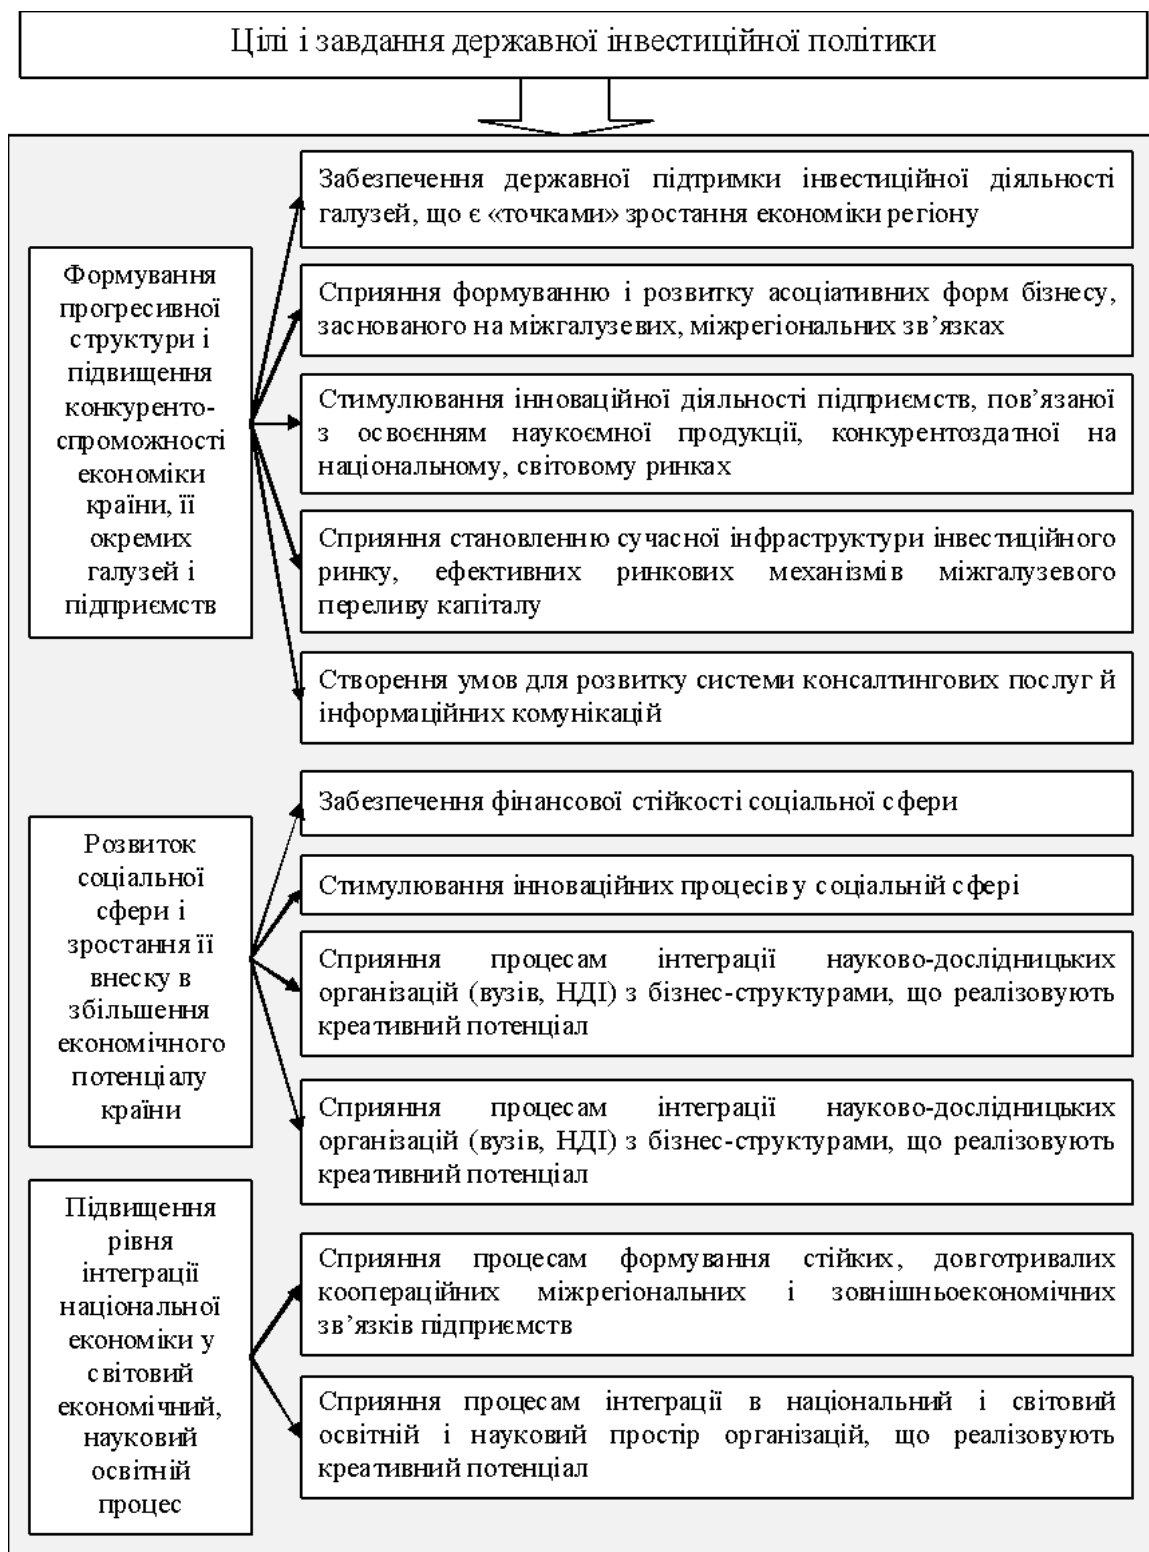 Цілі і завдання державної інвестиційної політики
Забезпечення державної підтримки інвестиційної діяльності
галузей, що є «точками» зростання економіки регіону
Формування
прогресивної
структури і
підвищення
конкуренто-
спроможності
економіки
країни, її
окремих
галузей і
підприємств
Сприяння формуванню і розвитку асоціативних форм бізнесу,
заснованого на міжгалузевих, міжрегіональних зв’язках
Стимулювання інноваційної діяльності підприємств, пов’язаної
з освоєнням наукоємної продукції, конкурентоздатної на
національному, світовому ринках
Сприяння становленню сучасної інфраструктури інвестиційного
ринку, ефективних ринкових механізмів міжгалузевого
переливу капіталу
Створення умов для розвитку системи консалтингових послуг й
інформаційних комунікацій
Розвиток
соціальної
сфери і
зростання її
внеску в
збільшення
економічного
потенціалу
країни
Забезпечення фінансової стійкості соціальної сфери
Стимулювання інноваційних процесів у соціальній сфері
Сприяння процесам інтеграції науково-дослідницьких
організацій (вузів, НДІ) з бізнес-структурами, що реалізовують
креативний потенціал
Сприяння процесам інтеграції науково-дослідницьких
організацій (вузів, НДІ) з бізнес-структурами, що реалізовують
креативний потенціал
Підвищення
рівня
інтеграції
національної
економіки у
світовий
економічний,
науковий
освітній
процес
Сприяння процесам формування стійких, довготривалих
коопераційних міжрегіональних і зовнішньоекономічних
зв’язків підприємств
Сприяння процесам інтеграції в національний і світовий
освітній і науковий простір організацій, що реалізовують
креативний потенціал